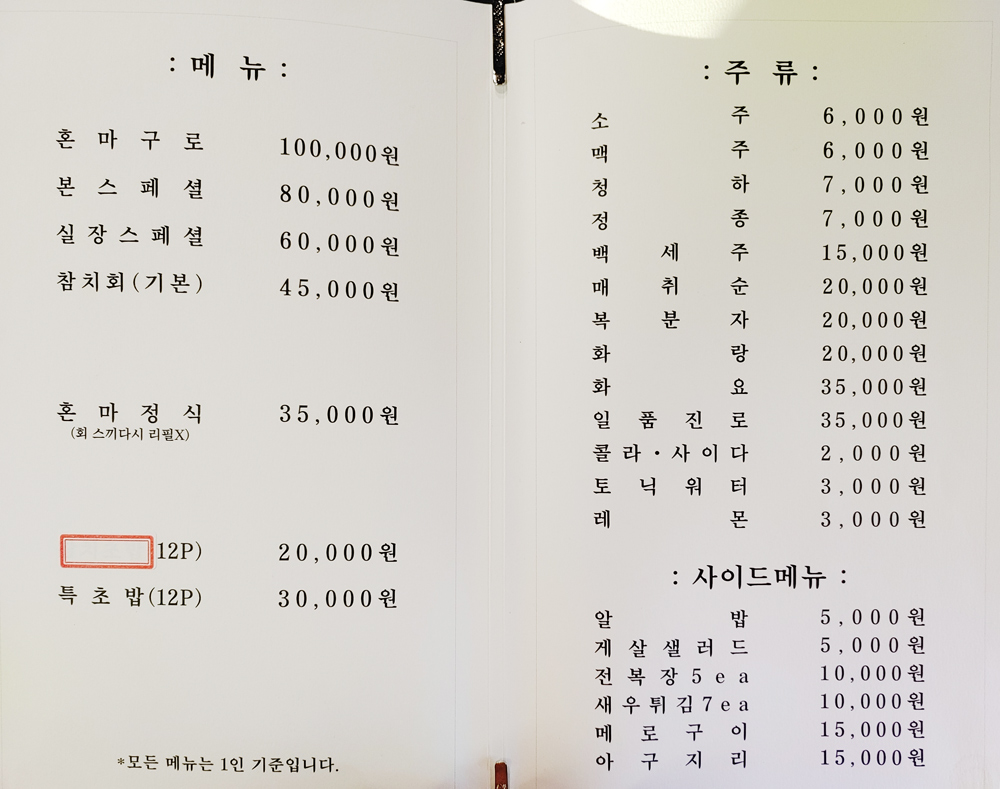 : 메 뉴 :
혼 마 구 로 100,000원
본 스 페 셜 80,000원
실장스페셜 60,000원
참치회(기본) 45,000원
혼 마 정 식 35,000원
(회 스끼다시 리필X)
12P) 20,000원
특 초 밥(12P) 30,000원
*모든 메뉴는 1인 기준입니다.
: 주 류 :
소 주 6,000원
맥 주 6,000원
청 하 7,000원
정 종 7,000원
백 세 주 15,000원
매 취 순 20,000원
복 분 자 20,000원
화 랑 20,000원
화 요 35,000원
일 품 진 로 35,000원
콜라·사이다 2,000원
토 닉 워 터 3,000원
레 몬 3,000원
: 사이드메뉴 :
알 밥 5,000원
게 살 샐 러 드 5,000원
전 복 장 5 e a 10,000원
새우튀김7ea 10,000원
메 로 구 이 15,000원
아 구 지 리 15,000원